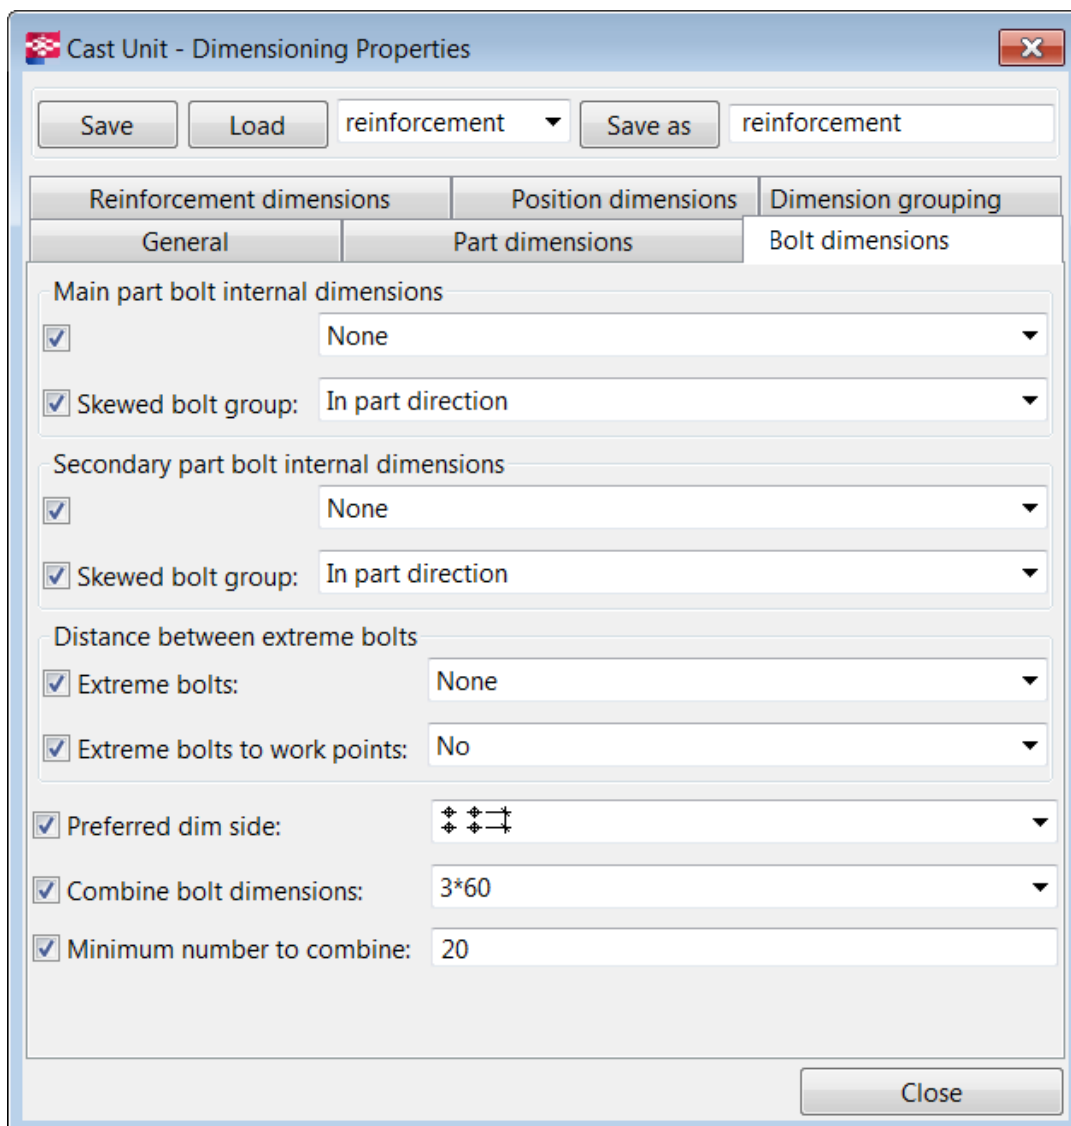 Cast Unit - Dimensioning Properties
Save Load reinforcement Save as reinforcement
Reinforcement dimensions Position dimensions Dimension grouping
General Part dimensions Bolt dimensions
Main part bolt internal dimensions
None
Skewed bolt group: In part direction
Secondary part bolt internal dimensions
None
Skewed bolt group: In part direction
Distance between extreme bolts
Extreme bolts: None
Extreme bolts to work points: No
Preferred dim side:
Combine bolt dimensions: 3*60
Minimum number to combine: 20
Close